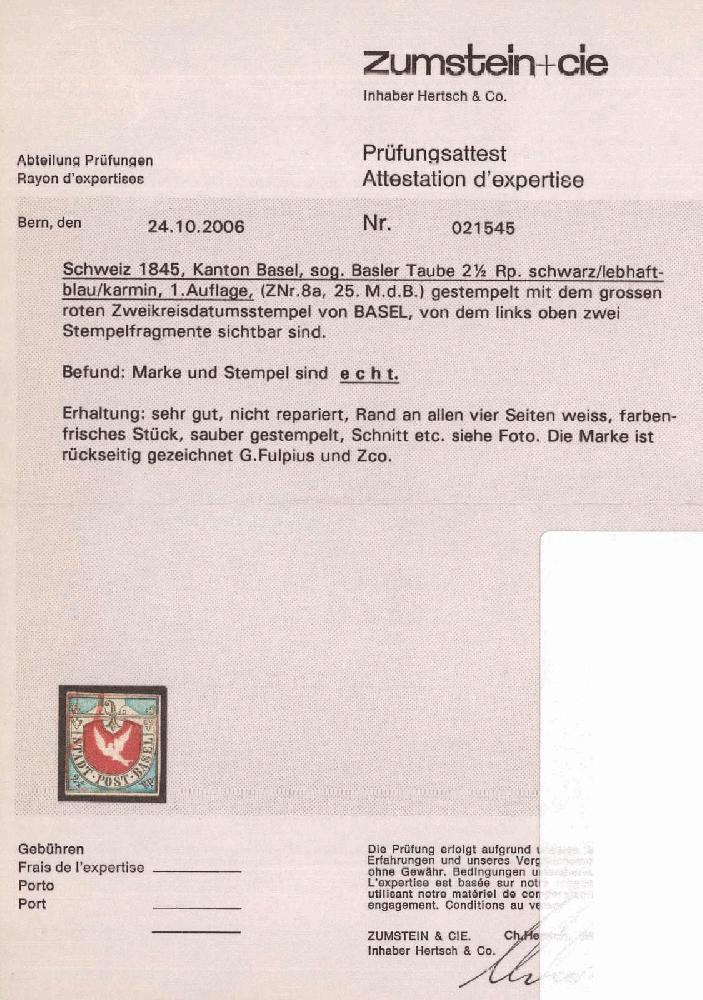 zumstein+cie
Inhaber Hertsch & Co.
Abteilung Prüfungen
Rayon d'expertises
Prüfungsattest
Attestation d'expertise
Bern, den 24.10.2006 Nr. 021545
Schweiz 1845, Kanton Basel, sog. Basler Taube 2½ Rp. schwarz/lebhaft-
blau/karmin, 1.Auflage, (ZNr.8a, 25. M.d.B.) gestempelt mit dem grossen
roten Zweikreisdatumsstempel von BASEL, von dem links oben zwei
Stempelfragmente sichtbar sind.
Befund: Marke und Stempel sind e c h t.
Erhaltung: sehr gut, nicht repariert, Rand an allen vier Seiten weiss, farben-
frisches Stück, sauber gestempelt, Schnitt etc. siehe Foto. Die Marke ist
rückseitig gezeichnet G.Fulpius und Zco.
STADT·POST·BASEL
Gebühren
Frais de l'expertise
Porto
Port
Die Prüfung erfolgt aufgrund
Erfahrungen und unseres
ohne Gewähr. Bedingungen
L'expertise est basée sur
utilisant notre matériel de
engagement. Conditions au
ZUMSTEIN & CIE.
Inhaber Hertsch & Co.